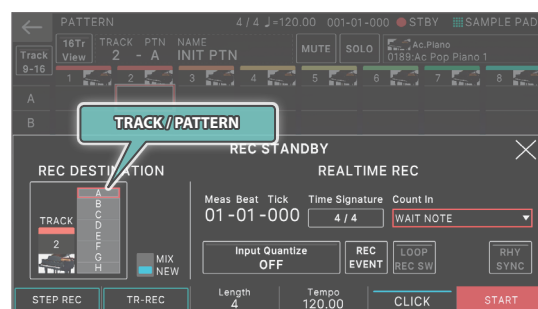 PATTERN 4 / 4 ♩=120.00 001-01-000 STBY SAMPLE PAD
Track 9-16
16Tr View
TRACK PTN NAME
2 - A INIT PTN
MUTE SOLO
Ac.Piano
0189:Ac Pop Piano 1
1 2 3 4 5 6 7 8
A
B
TRACK / PATTERN
REC STANDBY
REC DESTINATION
REALTIME REC
TRACK
2
A
B
C
D
E
F
G
H
MIX
NEW
Meas Beat Tick Time Signature Count In
01-01-000 4 / 4 WAIT NOTE
Input Quantize
OFF
REC EVENT
LOOP REC SW
RHY SYNC
STEP REC TR-REC
Length
4
Tempo
120.00
CLICK START